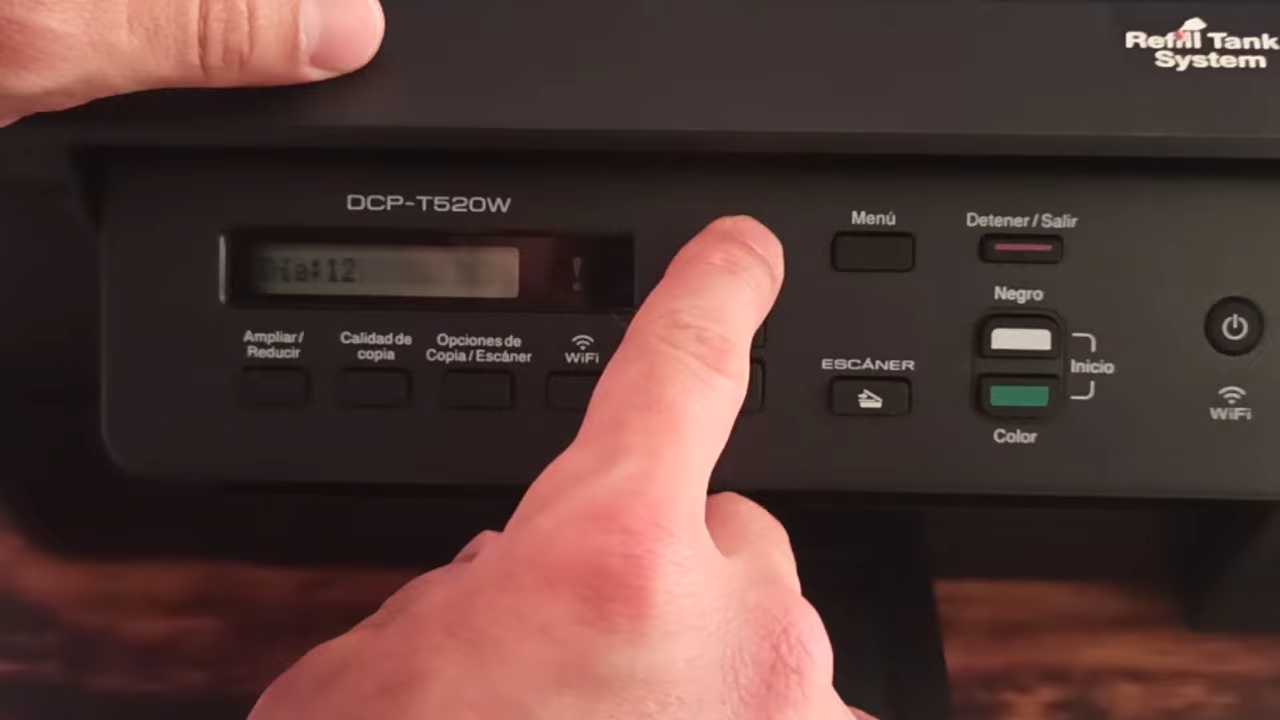 Refill Tank
System
DCP-T520W
Día:12
Menú
Detener / Salir
Negro
Ampliar /
Reducir
Calidad de
copia
Opciones de
Copia / Escáner
WiFi
ESCÁNER
Inicio
Color
WiFi